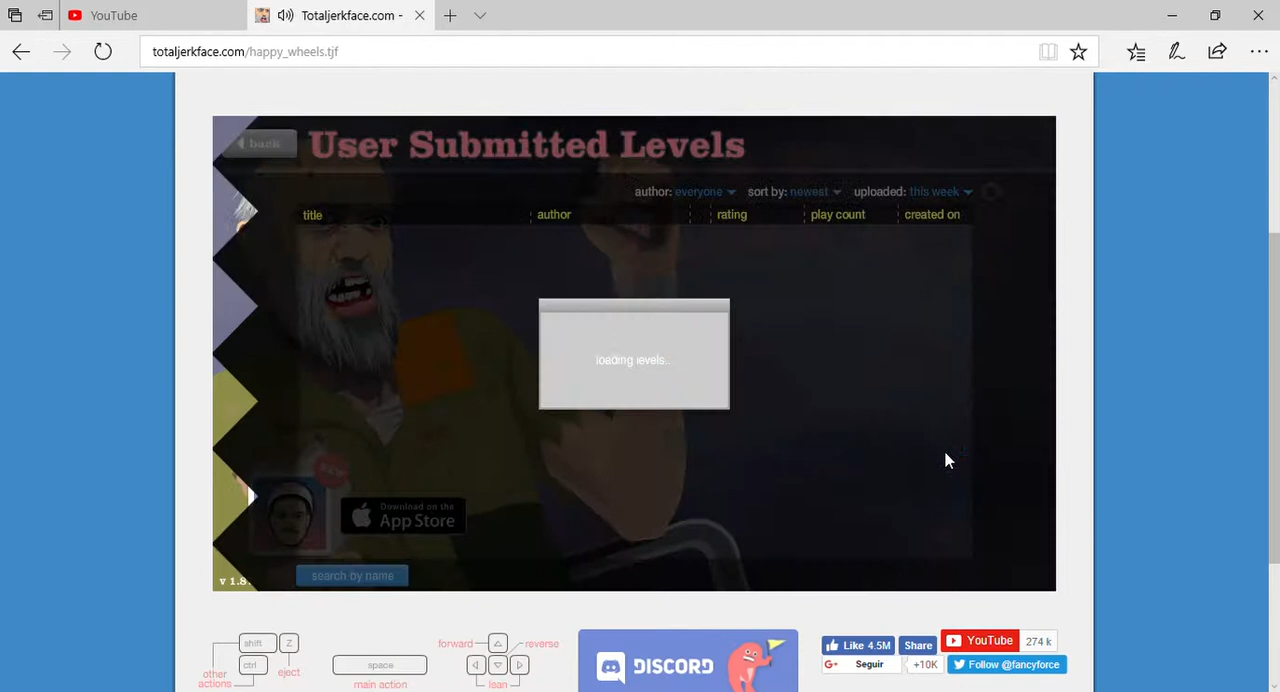 YouTube
Totaljerkface.com -
totaljerkface.com/happy_wheels.tjf
back
User Submitted Levels
author: everyone sort by: newest uploaded: this week
title author rating play count created on
loading levels..
Download on the
App Store
search by name
v 1.8
shift Z
ctrl
eject
other
actions
space
main action
forward
reverse
lean
DISCORD
Like 4.5M Share
YouTube 274 k
G+ Seguir +10K
Follow @fancyforce